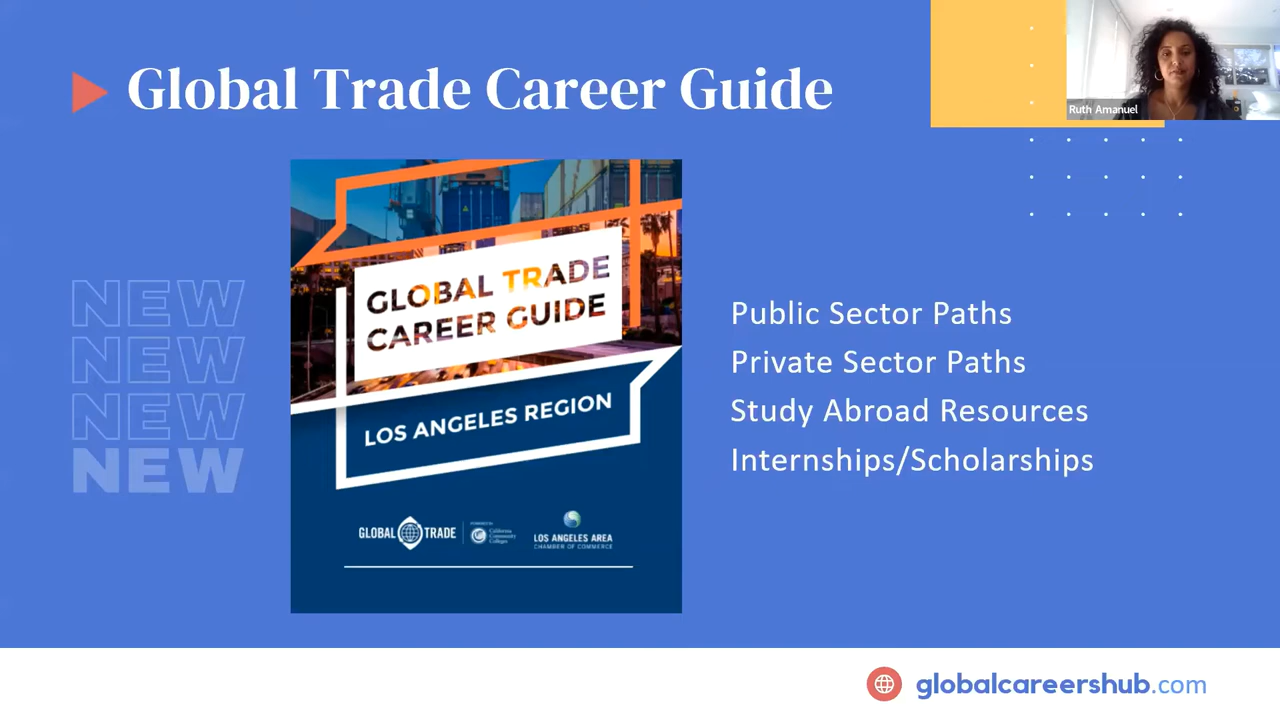 Global Trade Career Guide
Ruth Amanuel
NEW
NEW
NEW
NEW
GLOBAL TRADE
CAREER GUIDE
LOS ANGELES REGION
GLOBAL TRADE
POWERED BY
California
Community
Colleges
LOS ANGELES AREA
CHAMBER OF COMMERCE
Public Sector Paths
Private Sector Paths
Study Abroad Resources
Internships/Scholarships
globalcareershub.com